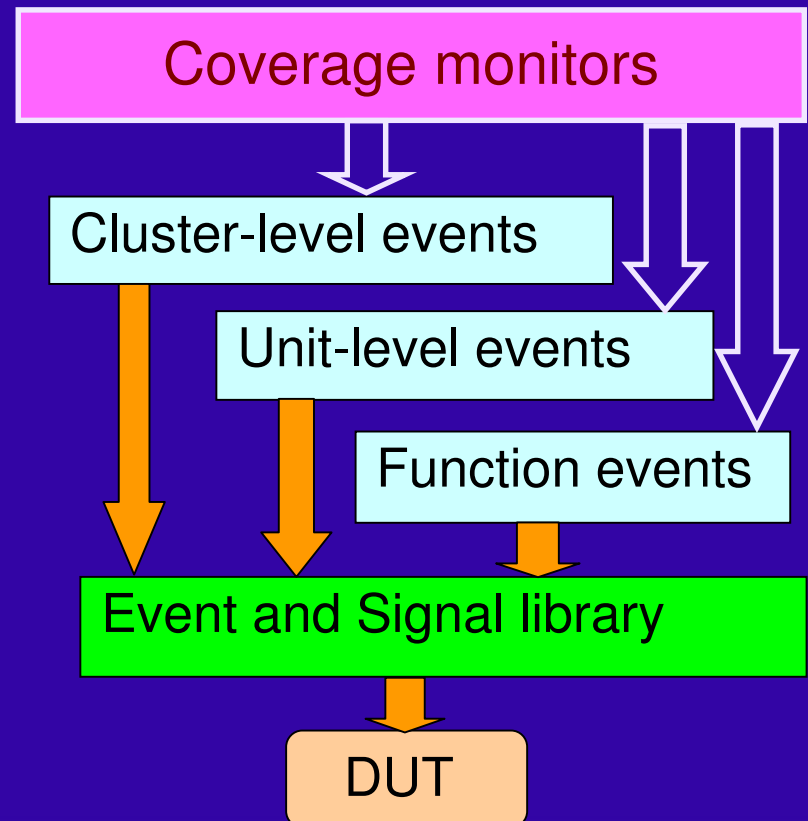 Coverage monitors
Cluster-level events
Unit-level events
Function events
Event and Signal library
DUT